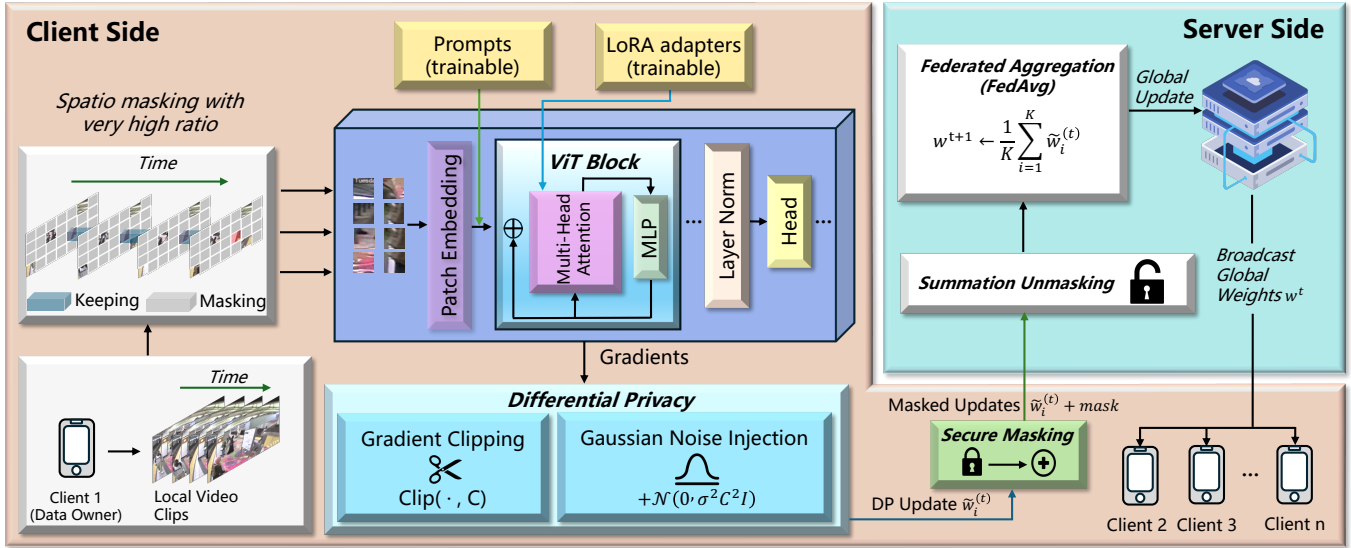 Client Side
Spatio masking with
very high ratio
Time
Keeping
Masking
Time
Client 1
(Data Owner)
Local Video
Clips
Prompts
(trainable)
LoRA adapters
(trainable)
Patch Embedding
ViT Block
Multi-Head
Attention
MLP
...
Layer Norm
Head
...
Gradients
Differential Privacy
Gradient Clipping
Clip( · , C)
Gaussian Noise Injection
+𝒩(0, σ²C²I)
DP Update w̃ᵢ⁽ᵗ⁾
Secure Masking
Masked Updates w̃ᵢ⁽ᵗ⁾ + mask
Server Side
Federated Aggregation
(FedAvg)
wᵗ⁺¹ ← 1/K ∑ᵢ₌₁ᴷ w̃ᵢ⁽ᵗ⁾
Global
Update
Summation Unmasking
Broadcast
Global
Weights wᵗ
...
Client 2
Client 3
Client n